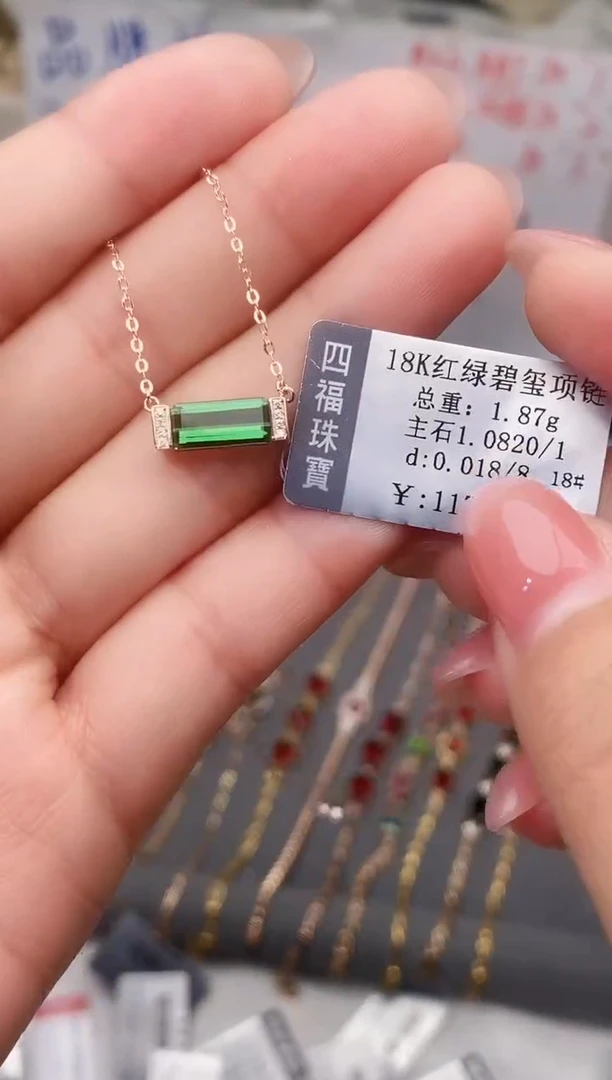 四福珠寶
18K红绿碧玺项链
总重: 1.87g
主石1.0820/1
d:0.018/8 18#
¥:11